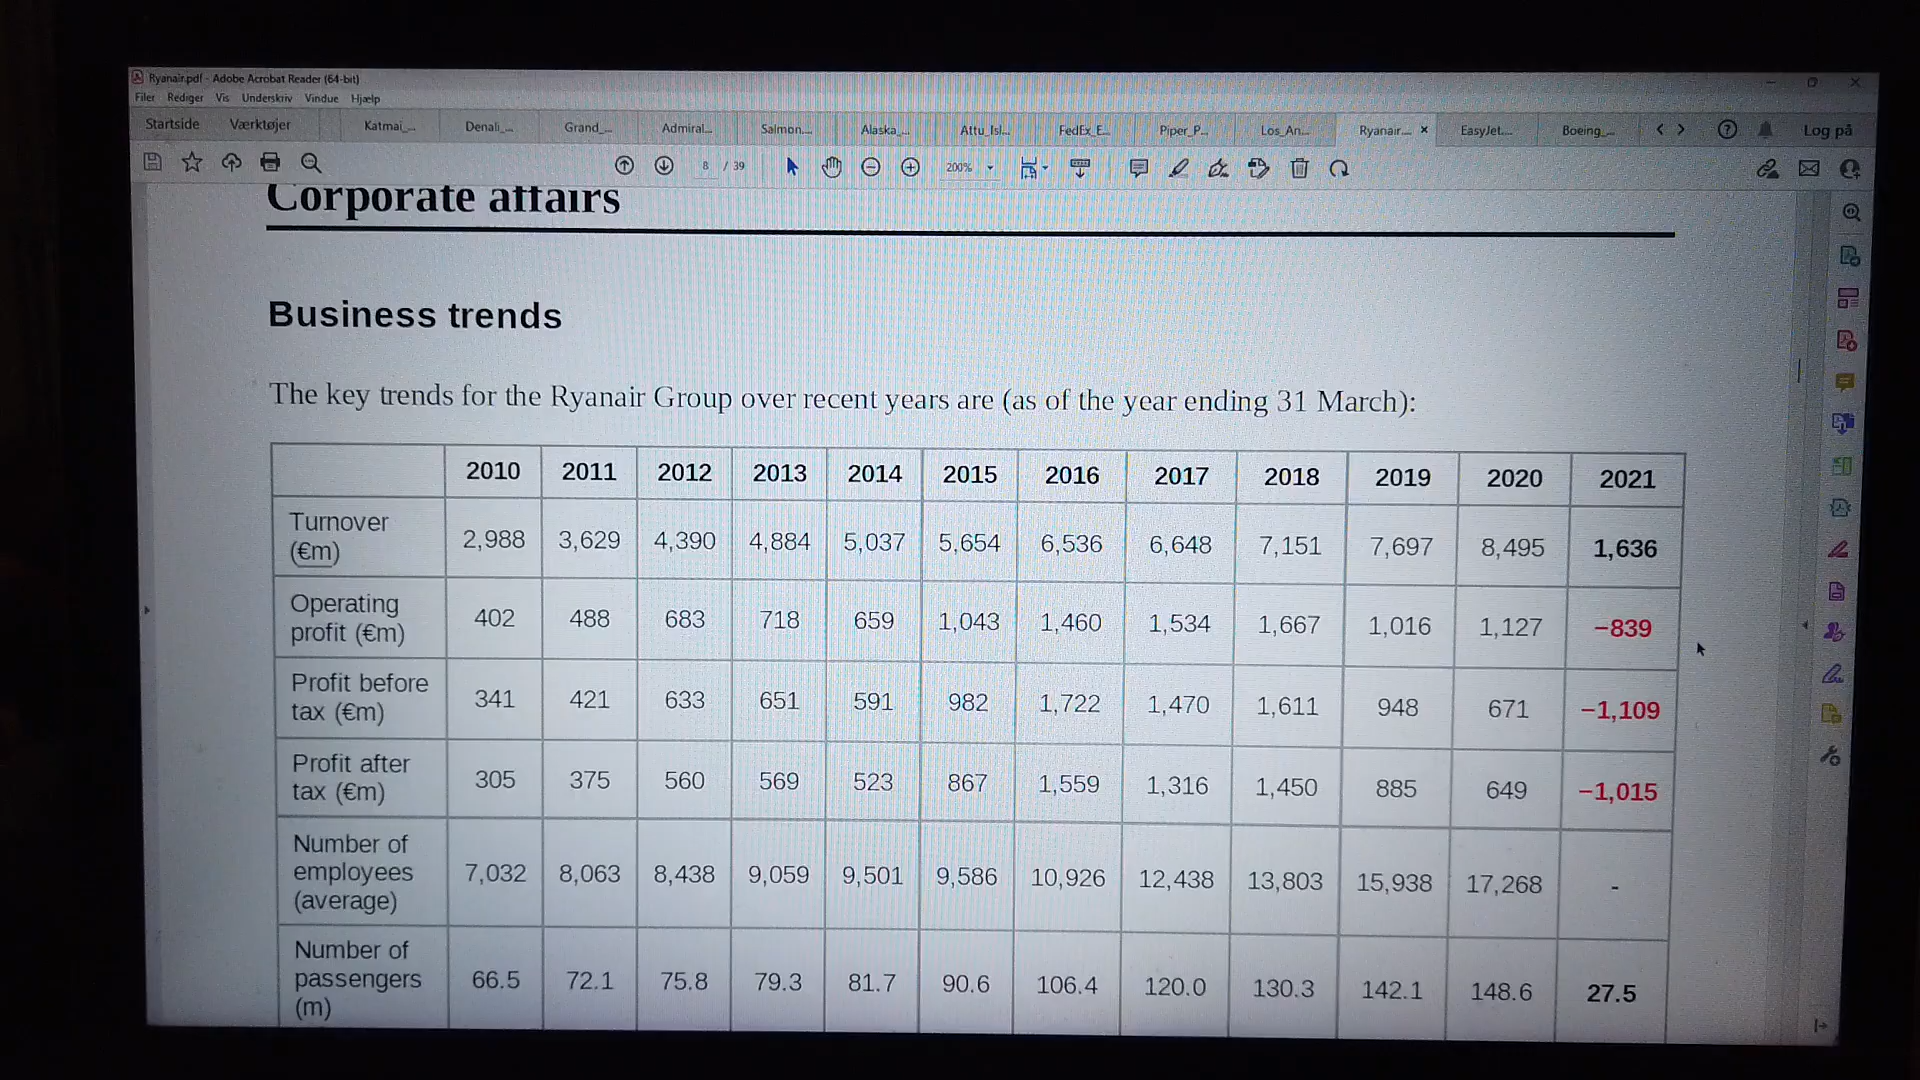 Ryanair.pdf - Adobe Acrobat Reader (64-bit)
Filer Rediger Vis Underskriv Vindue Hjælp
Startside Værktøjer Katmai_... Denali_... Grand_... Admiral... Salmon.... Alaska_... Attu_Isl... FedEx_E... Piper_P... Los_An... Ryanair.... × EasyJet.... Boeing_... Log på
8 / 39 200%
Corporate affairs
Business trends
The key trends for the Ryanair Group over recent years are (as of the year ending 31 March):
2010 2011 2012 2013 2014 2015 2016 2017 2018 2019 2020 2021
Turnover
(€m) 2,988 3,629 4,390 4,884 5,037 5,654 6,536 6,648 7,151 7,697 8,495 1,636
Operating
profit (€m) 402 488 683 718 659 1,043 1,460 1,534 1,667 1,016 1,127 −839
Profit before
tax (€m) 341 421 633 651 591 982 1,722 1,470 1,611 948 671 −1,109
Profit after
tax (€m) 305 375 560 569 523 867 1,559 1,316 1,450 885 649 −1,015
Number of
employees
(average) 7,032 8,063 8,438 9,059 9,501 9,586 10,926 12,438 13,803 15,938 17,268 -
Number of
passengers
(m) 66.5 72.1 75.8 79.3 81.7 90.6 106.4 120.0 130.3 142.1 148.6 27.5